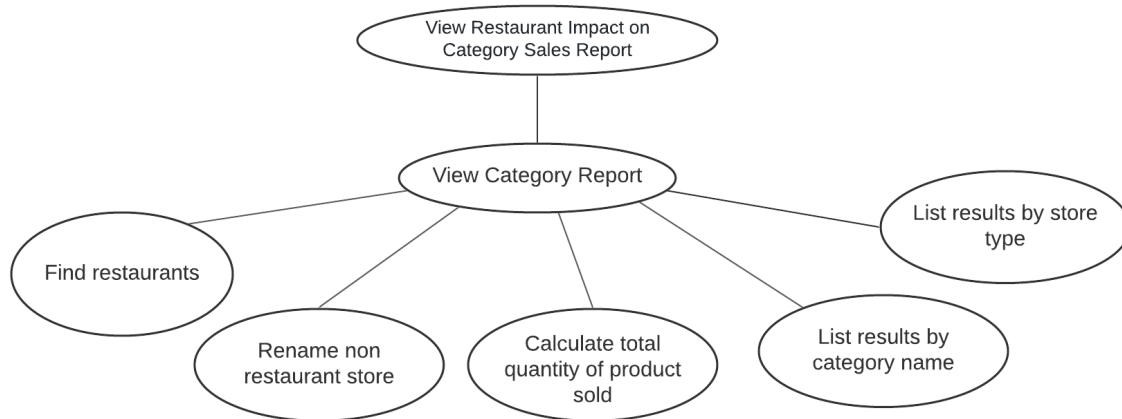 View Restaurant Impact on
Category Sales Report
View Category Report
List results by store
type
Find restaurants
Rename non
restaurant store
Calculate total
quantity of product
sold
List results by
category name